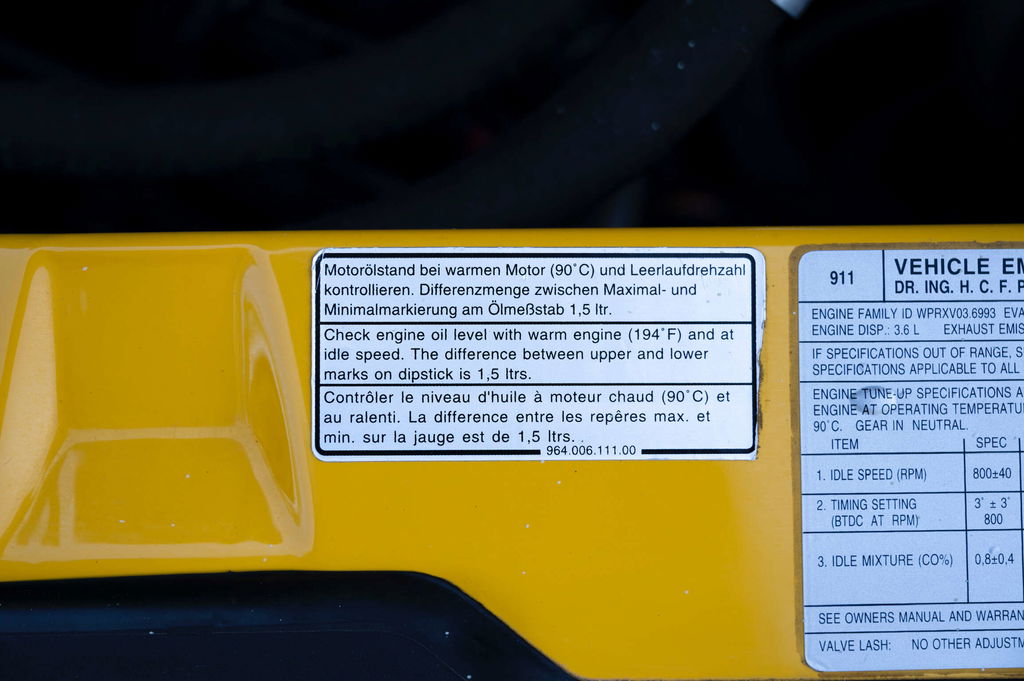 Motorölstand bei warmen Motor (90°C) und Leerlaufdrehzahl
kontrollieren. Differenzmenge zwischen Maximal- und
Minimalmarkierung am Ölmeßstab 1,5 ltr.
Check engine oil level with warm engine (194°F) and at
idle speed. The difference between upper and lower
marks on dipstick is 1,5 ltrs.
Contrôler le niveau d'huile à moteur chaud (90°C) et
au ralenti. La difference entre les repêres max. et
min. sur la jauge est de 1,5 ltrs.
964.006.111.00
911
VEHICLE
DR. ING. H. C. F.
ENGINE FAMILY ID WPRXV03.6993
ENGINE DISP.: 3.6 L EXHAUST
IF SPECIFICATIONS OUT OF RANGE,
SPECIFICATIONS APPLICABLE TO ALL
ENGINE TUNE-UP SPECIFICATIONS
ENGINE AT OPERATING
90°C. GEAR IN NEUTRAL.
ITEM SPEC
1. IDLE SPEED (RPM) 800±40
2. TIMING SETTING 3° ± 3°
(BTDC AT RPM) 800
3. IDLE MIXTURE (CO%) 0,8±0,4
SEE OWNERS MANUAL AND
VALVE LASH: NO OTHER